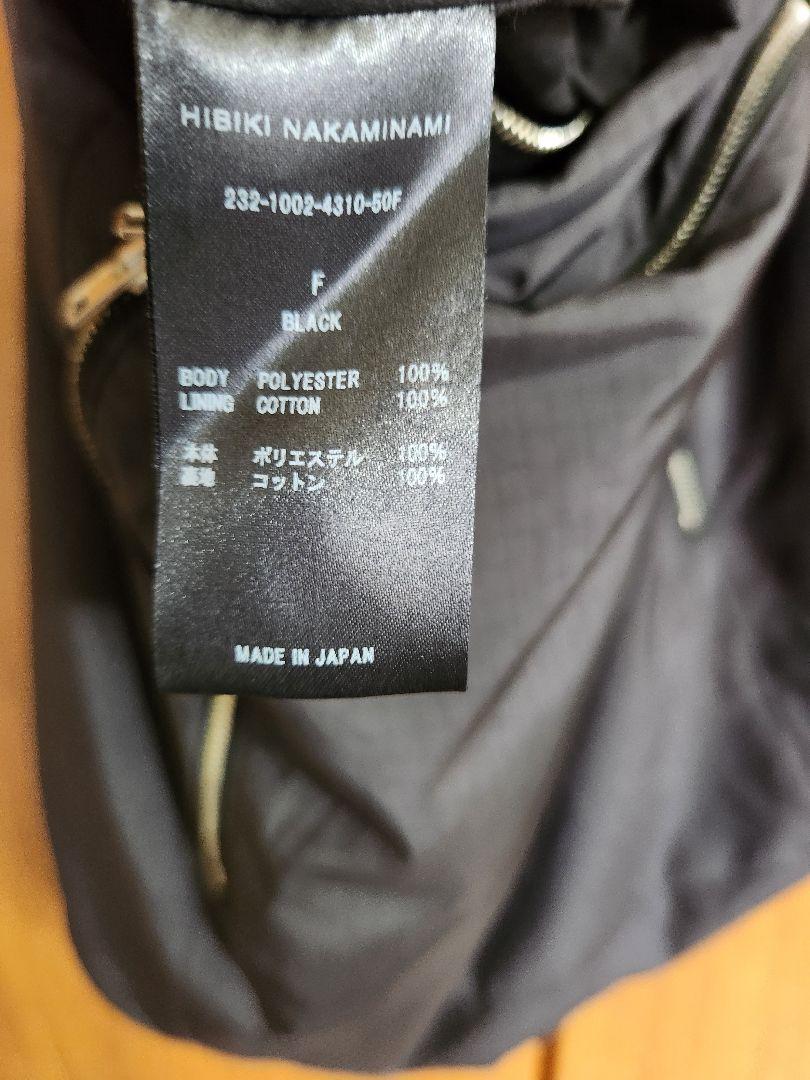 HIBIKI NAKAMINAMI
232-1002-4310-50F
F
BLACK
BODY POLYESTER 100%
LINING COTTON 100%
本体 ポリエステル 100%
裏地 コットン 100%
MADE IN JAPAN